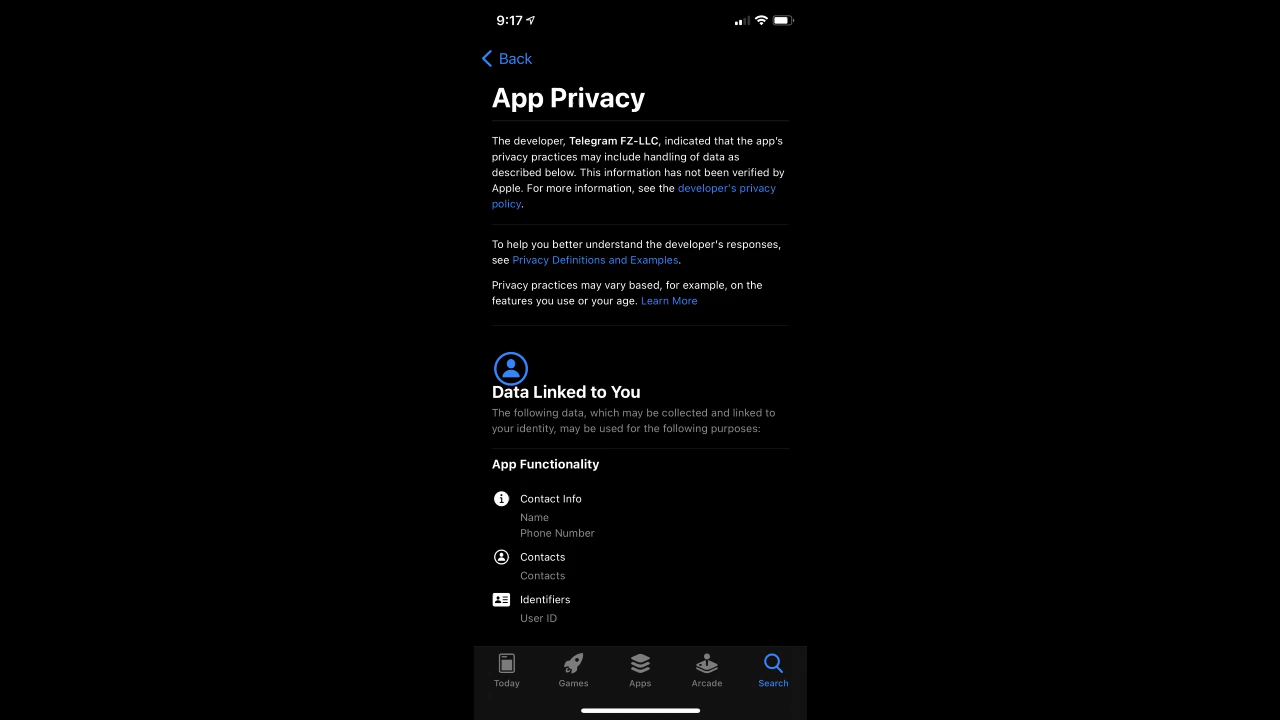 9:17
Back
App Privacy
The developer, Telegram FZ-LLC, indicated that the app's
privacy practices may include handling of data as
described below. This information has not been verified by
Apple. For more information, see the developer's privacy
policy.
To help you better understand the developer's responses,
see Privacy Definitions and Examples.
Privacy practices may vary based, for example, on the
features you use or your age. Learn More
Data Linked to You
The following data, which may be collected and linked to
your identity, may be used for the following purposes:
App Functionality
Contact Info
Name
Phone Number
Contacts
Contacts
Identifiers
User ID
Today Games Apps Arcade Search